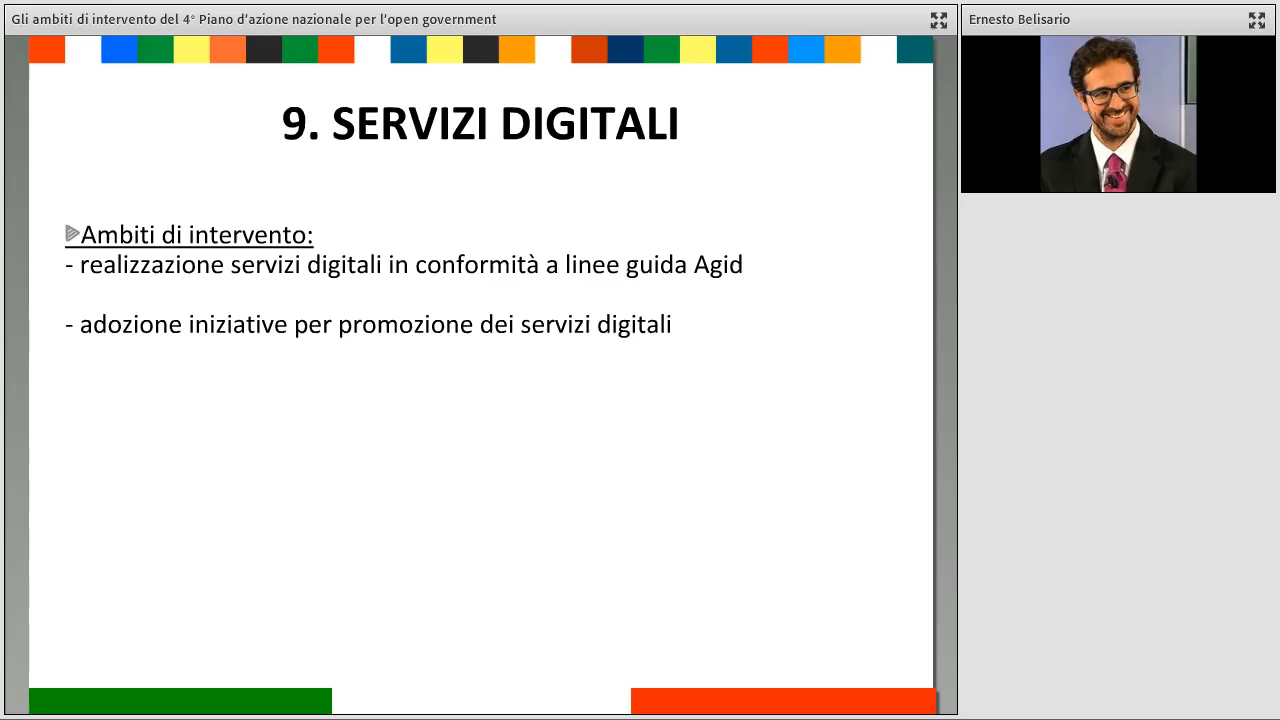 Gli ambiti di intervento del 4° Piano d'azione nazionale per l'open government
Ernesto Belisario
9. SERVIZI DIGITALI
Ambiti di intervento:
- realizzazione servizi digitali in conformità a linee guida Agid
- adozione iniziative per promozione dei servizi digitali